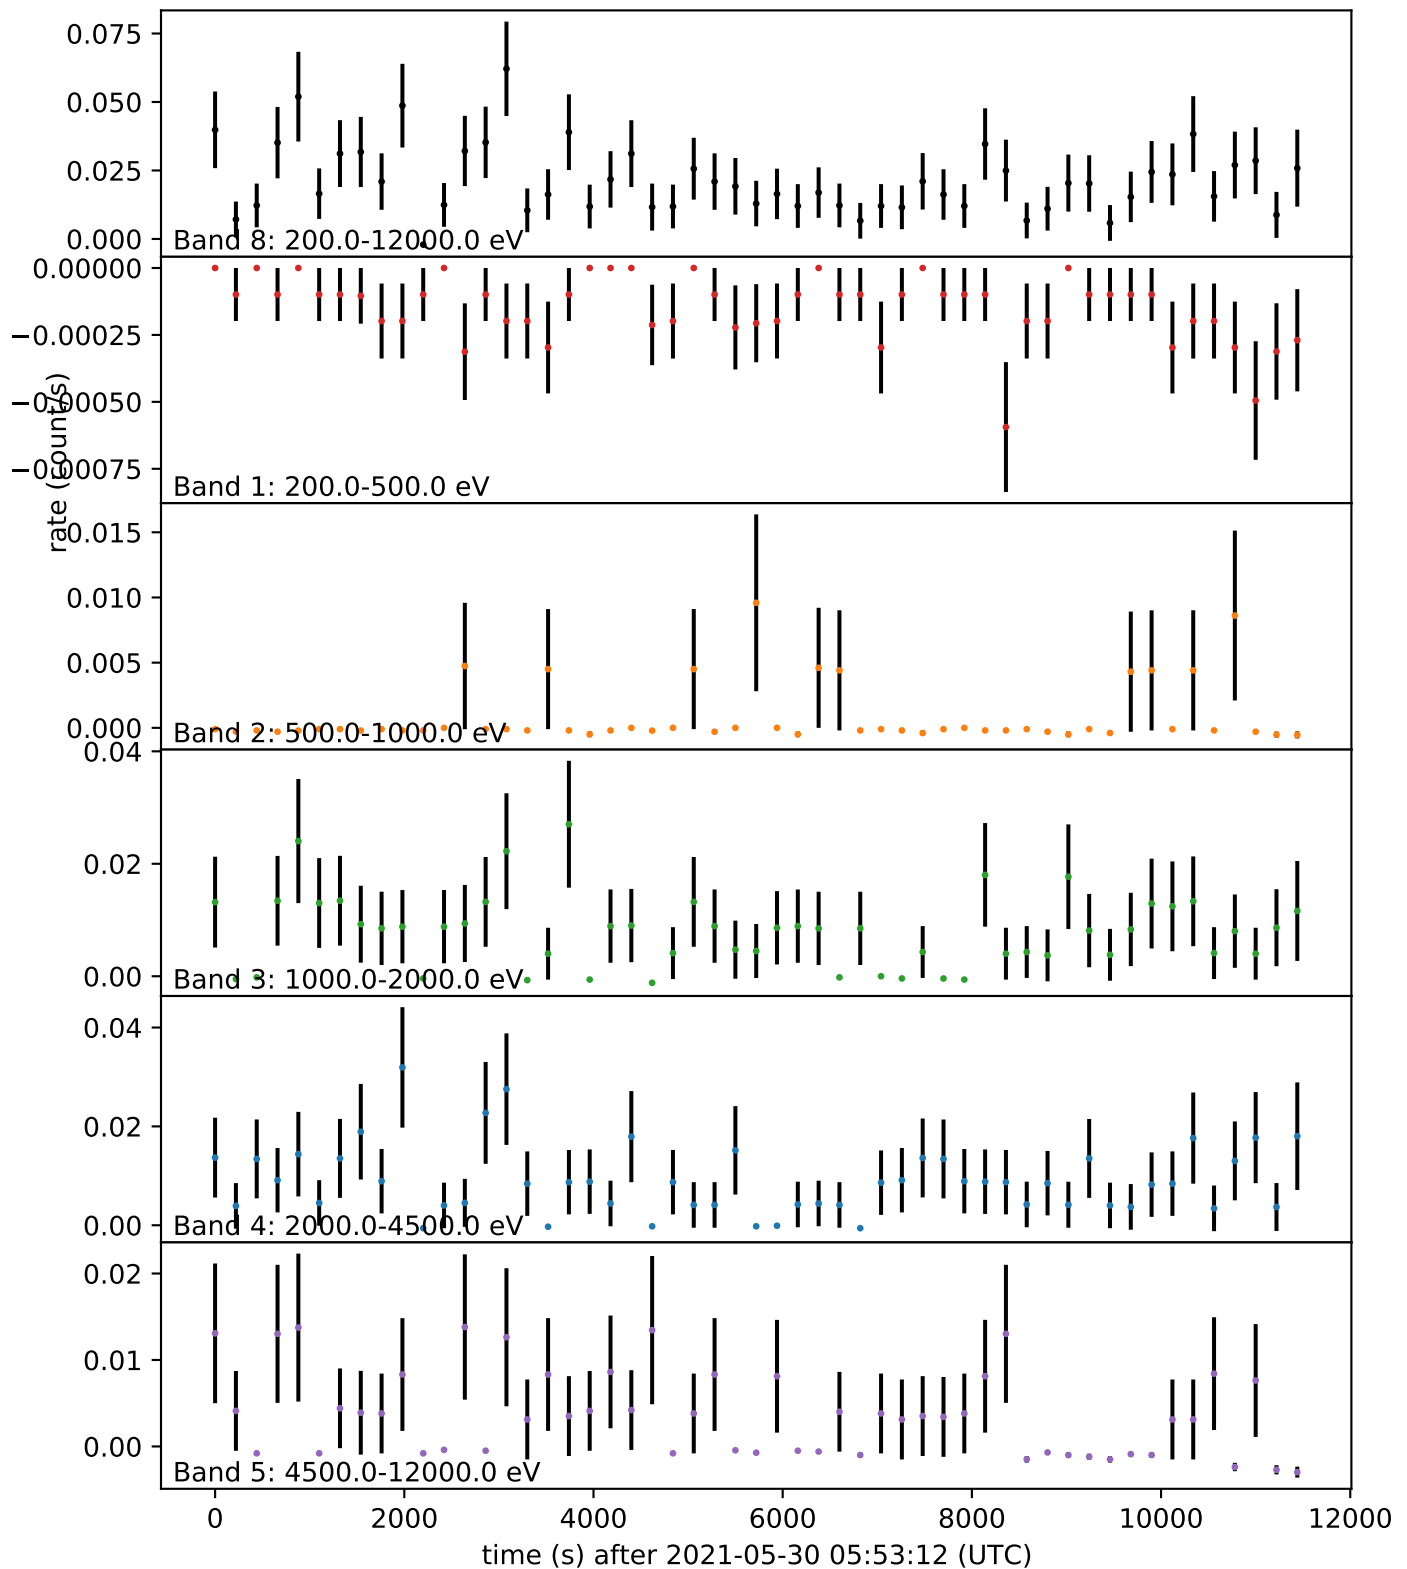 0.075
0.050
0.025
0.000
Band 8: 200.0-12000.0 eV
0.00000
−0.00025
−0.00050
−0.00075
rate (count/s)
Band 1: 200.0-500.0 eV
0.015
0.010
0.005
0.000
Band 2: 500.0-1000.0 eV
0.04
0.02
0.00
Band 3: 1000.0-2000.0 eV
0.04
0.02
0.00
Band 4: 2000.0-4500.0 eV
0.02
0.01
0.00
Band 5: 4500.0-12000.0 eV
0 2000 4000 6000 8000 10000 12000
time (s) after 2021-05-30 05:53:12 (UTC)